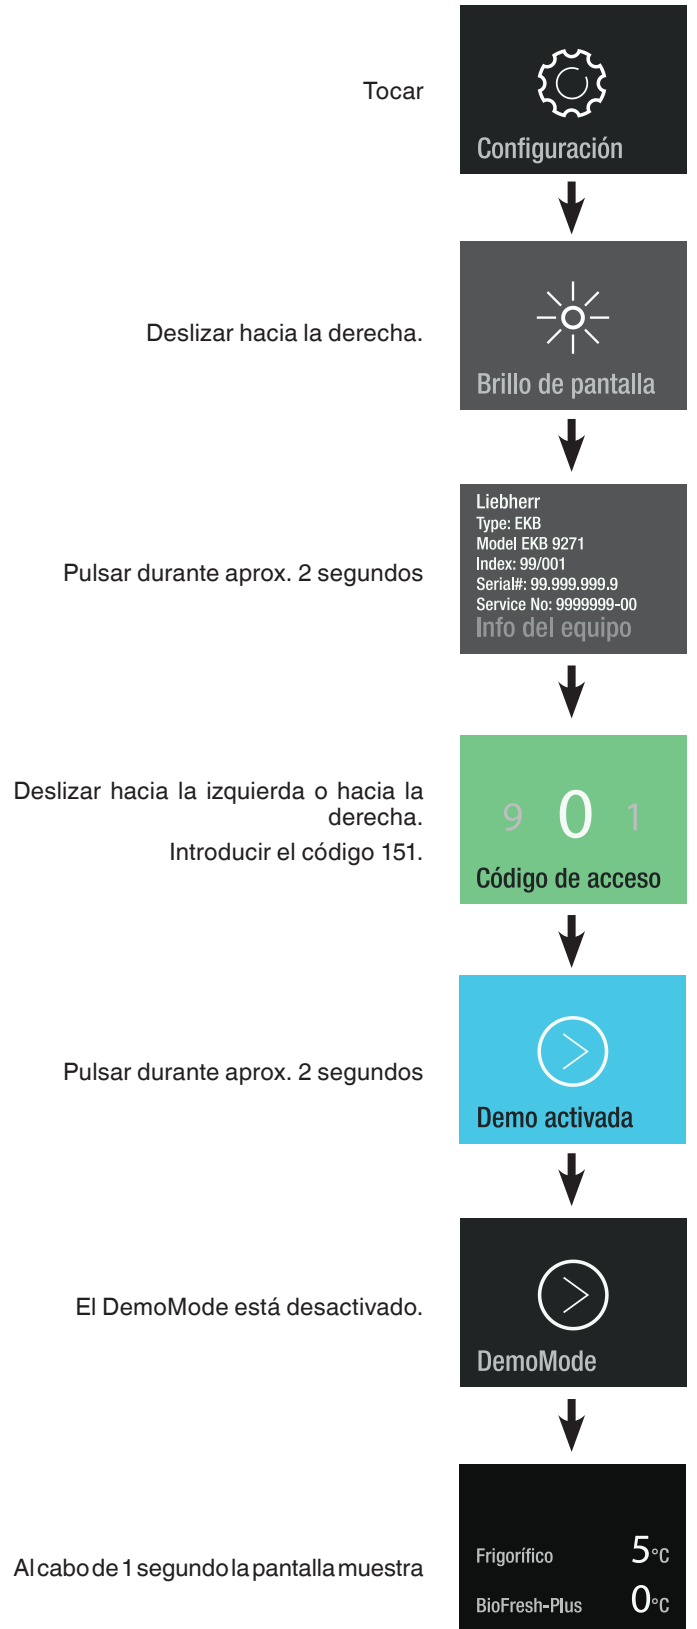 Tocar
Configuración
Deslizar hacia la derecha.
Brillo de pantalla
Pulsar durante aprox. 2 segundos
Liebherr
Type: EKB
Model EKB 9271
Index: 99/001
Serial#: 99.999.999.9
Service No: 9999999-00
Info del equipo
Deslizar hacia la izquierda o hacia la
derecha.
Introducir el código 151.
9 0 1
Código de acceso
Pulsar durante aprox. 2 segundos
Demo activada
El DemoMode está desactivado.
DemoMode
Al cabo de 1 segundo la pantalla muestra
Frigorífico 5°C
BioFresh-Plus 0°C